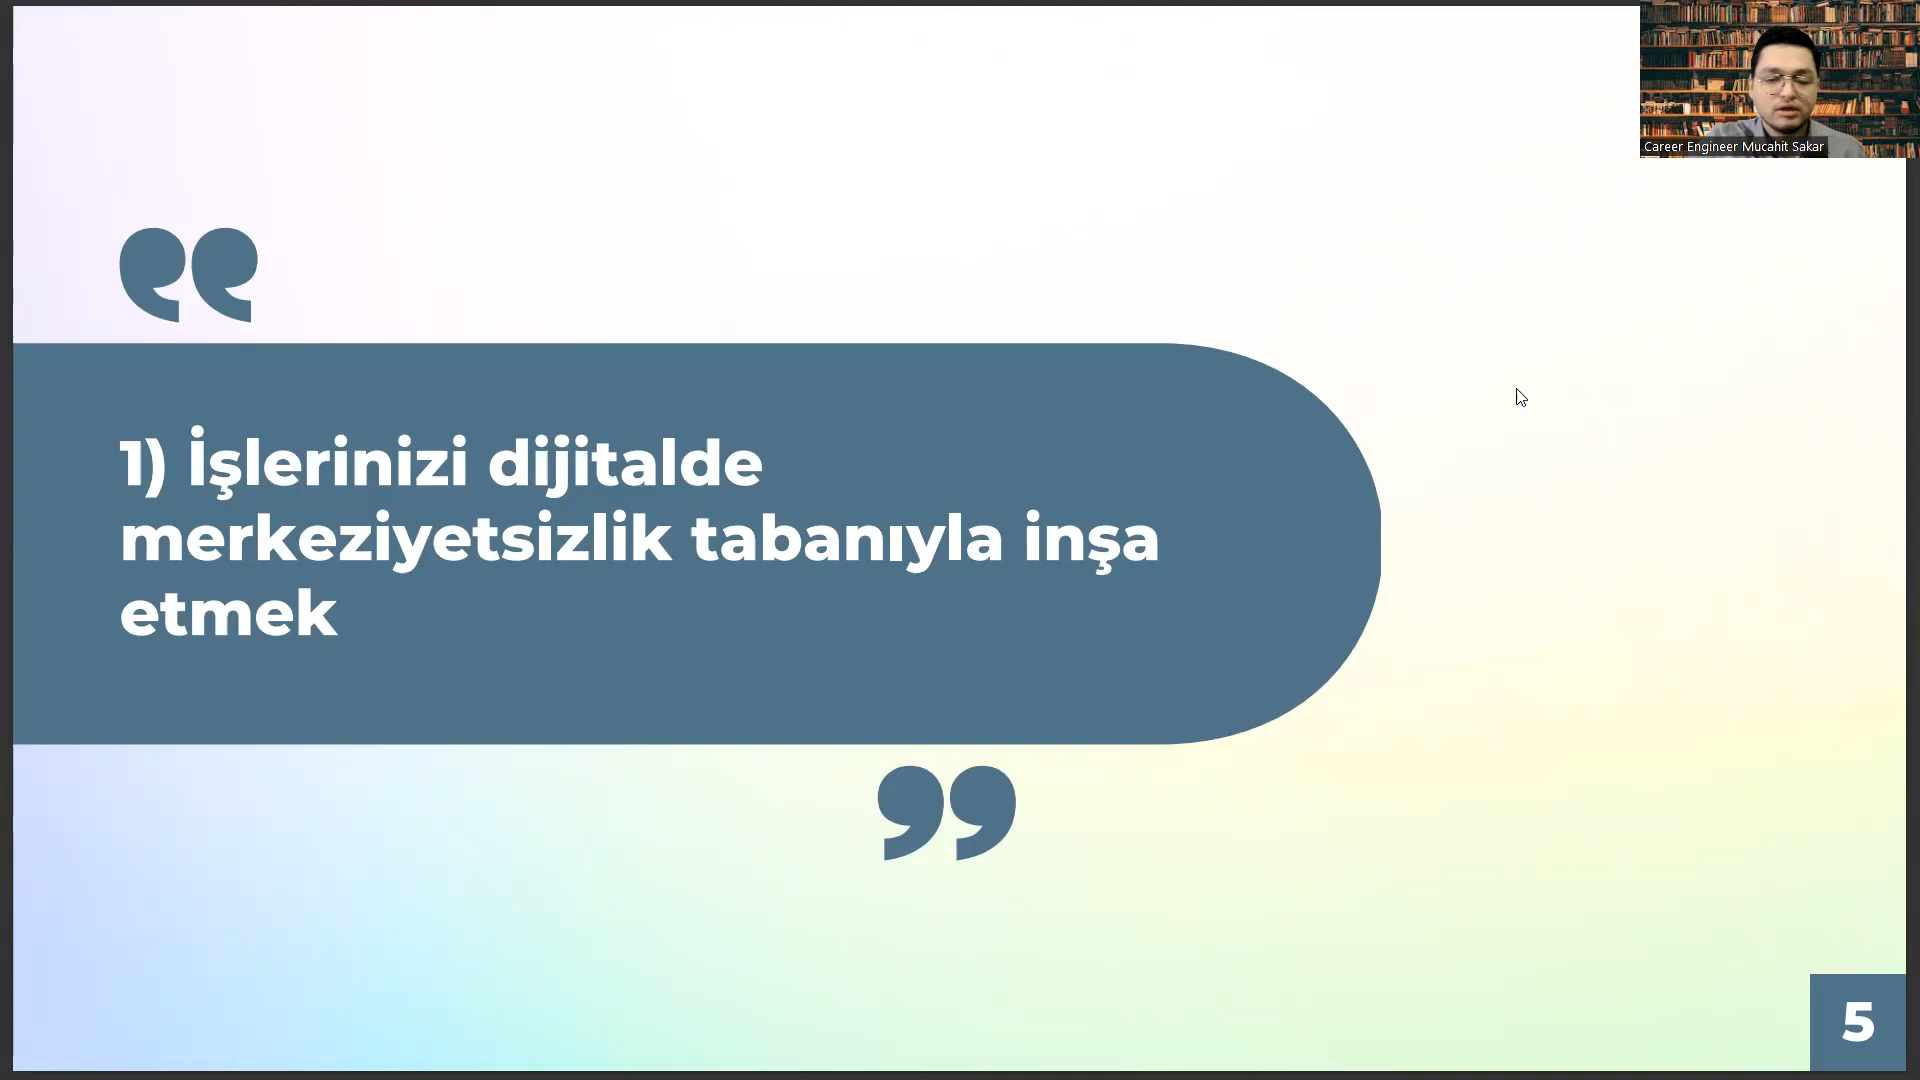 Career Engineer Mucahit Sakar
1) İşlerinizi dijitalde
merkeziyetsizlik tabanıyla inşa
etmek
5